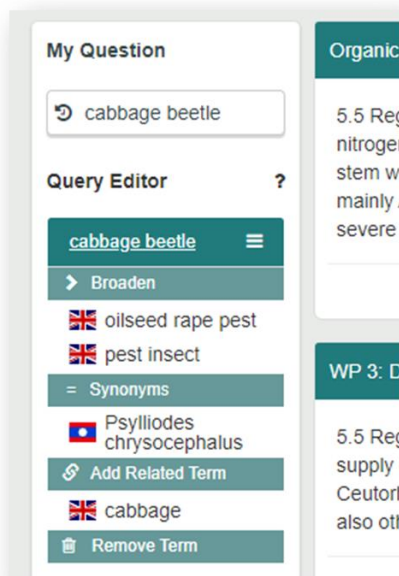 My Question
cabbage beetle
Query Editor ?
cabbage beetle
Broaden
oilseed rape pest
pest insect
= Synonyms
Psylliodes
chrysocephalus
Add Related Term
cabbage
Remove Term
Organic
5.5 Reg
nitroge
stem w
mainly
severe
WP 3: D
5.5 Reg
supply
Ceutor
also oth